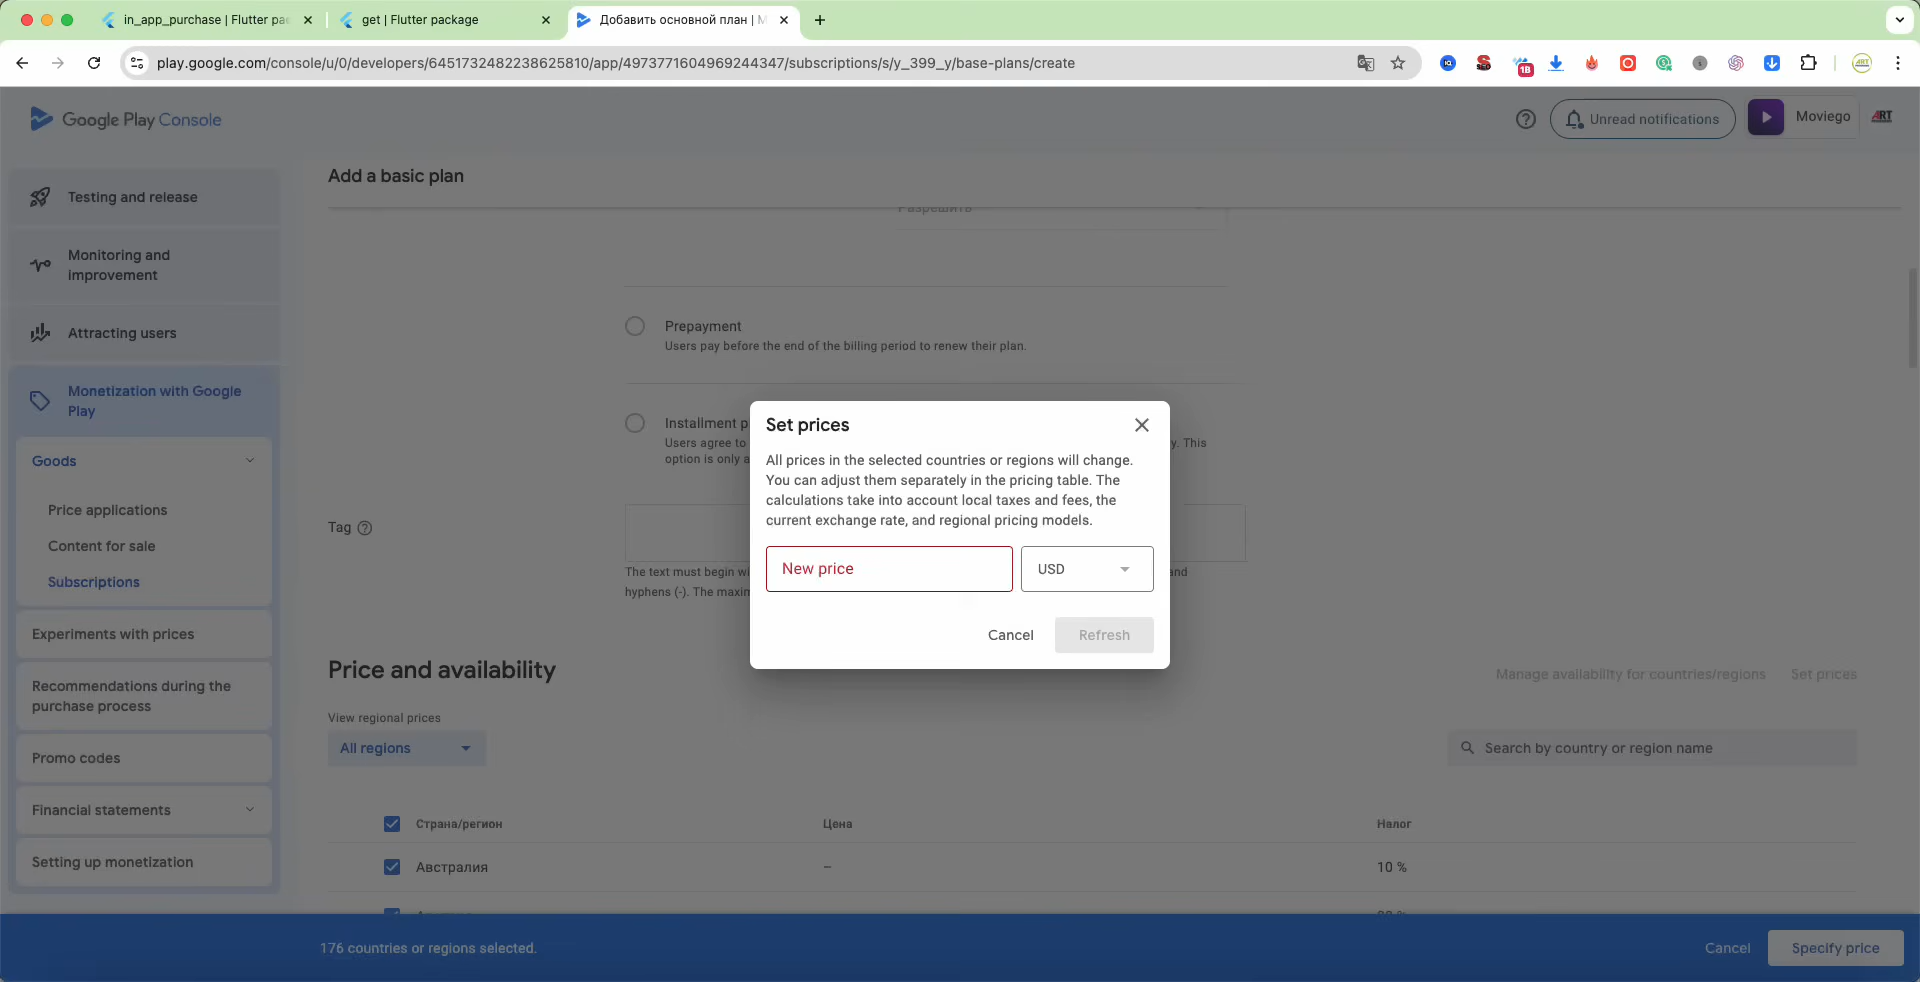 in_app_purchase | Flutter pa
get | Flutter package
Добавить основной план | M
play.google.com/console/u/0/developers/6451732482238625810/app/4973771604969244347/subscriptions/s/y_399_y/base-plans/create
1B
Google Play Console
Unread notifications
Moviego
ART
Add a basic plan
Testing and release
Разрешить
Monitoring and
improvement
Prepayment
Users pay before the end of the billing period to renew their plan.
Attracting users
Monetization with Google
Play
Installment p
Users agree to
y. This
option is only a
Set prices
All prices in the selected countries or regions will change.
You can adjust them separately in the pricing table. The
calculations take into account local taxes and fees, the
current exchange rate, and regional pricing models.
New price
USD
Cancel
Refresh
Goods
Price applications
Content for sale
Subscriptions
Tag
The text must begin wi
and
hyphens (-). The maxim
Experiments with prices
Recommendations during the
purchase process
Promo codes
Financial statements
Setting up monetization
Price and availability
Manage availability for countries/regions
Set prices
View regional prices
All regions
Search by country or region name
Страна/регион
Цена
Налог
Австралия
–
10 %
176 countries or regions selected.
Cancel
Specify price